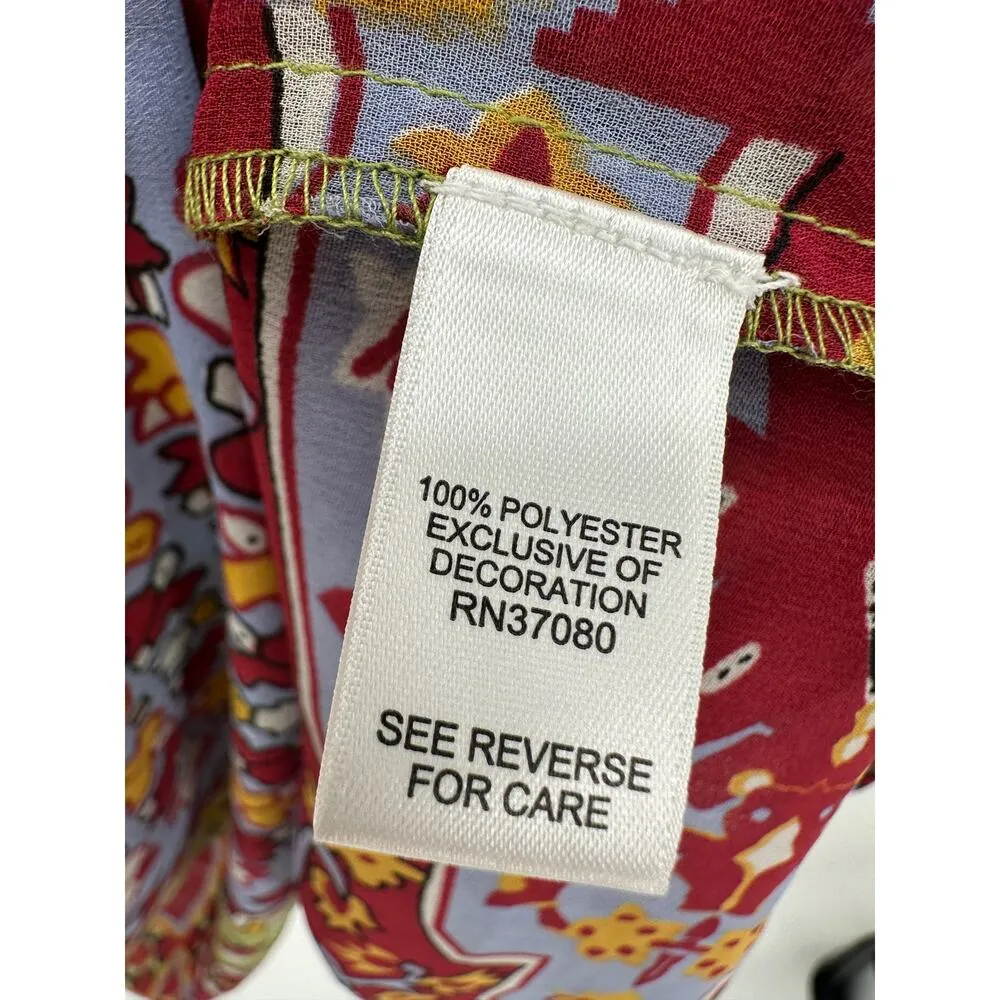 100% POLYESTER
EXCLUSIVE OF
DECORATION
RN37080
SEE REVERSE
FOR CARE